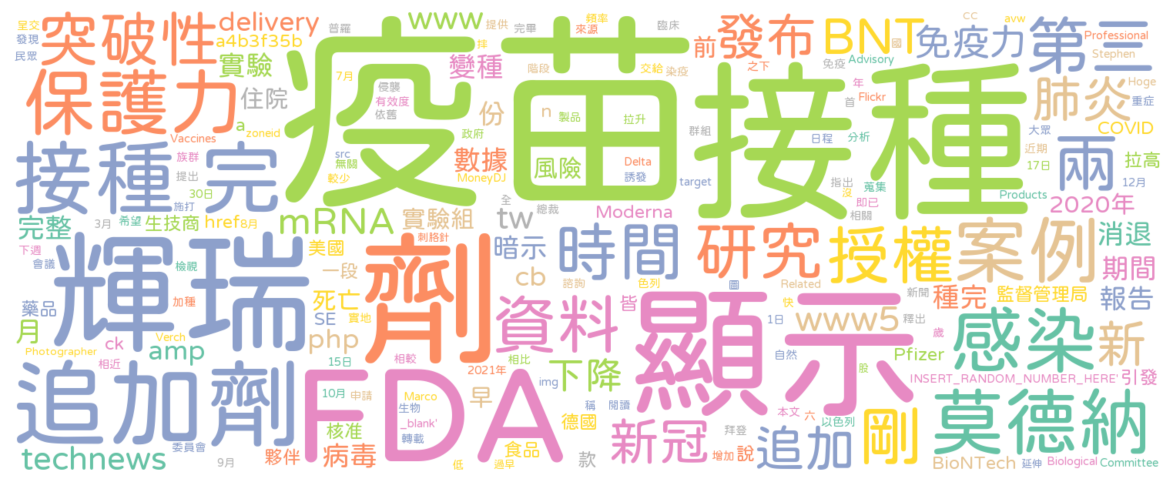 呈交
發現
民眾
突破性
delivery
a4b3f35b
實驗
普羅
www
提供
完畢
頻率
來源
臨床
前
發布
BNT
國
cc
avw
免疫力
第三
Professional
Stephen
保護力
住院
變種
7月
摔
階段
交給
染疫
之下
免疫
Advisory
年
首
Flickr
肺炎
Hoge
重症
疫苗
接種
侵襲
有效度
依舊
份
n
製品
拉升
群組
日程
分析
大眾
COVID
a
zoneid
Vaccines
族群
政府
src
無關
較少
MoneyDJ
數據
風險
Delta
誘發
target
指出
沒
蒐集
即已
相關
近期
17日
兩
拉高
12月
Products
接種
完
提出
30日
施打
完整
3月
希望
生技商
href
8月
mRNA
刺胳針
實驗組
全
tw
總裁
Moderna
2020年
下週
會議
檢視
輝瑞
美國
一段
劑
暗示
cb
時間
諮詢
色列
研究
圖
授權
案例
消退
期間
藥品
加種
死亡
實地
SE
資料
皆
顯示
Related
快
新聞
釋出
種完
監督管理局
報告
月
ck
Verch
amp
php
www5
1日
自然
歲
感染
新
Photographer
相近
15日
相較
2021年
相比
img
下降
股
Pfizer
INSERT_RANDOM_NUMBER_HERE'
引發
追加劑
10月
申請
FDA
Marco
生物
_blank'
轉載
核准
早
稱
德國
閱讀
本文
六
以色列
剛
莫德納
technews
委員會
9月
夥伴
病毒
低
過早
食品
款
新冠
拜登
增加
說
追加
BioNTech
延伸
Biological
Committee